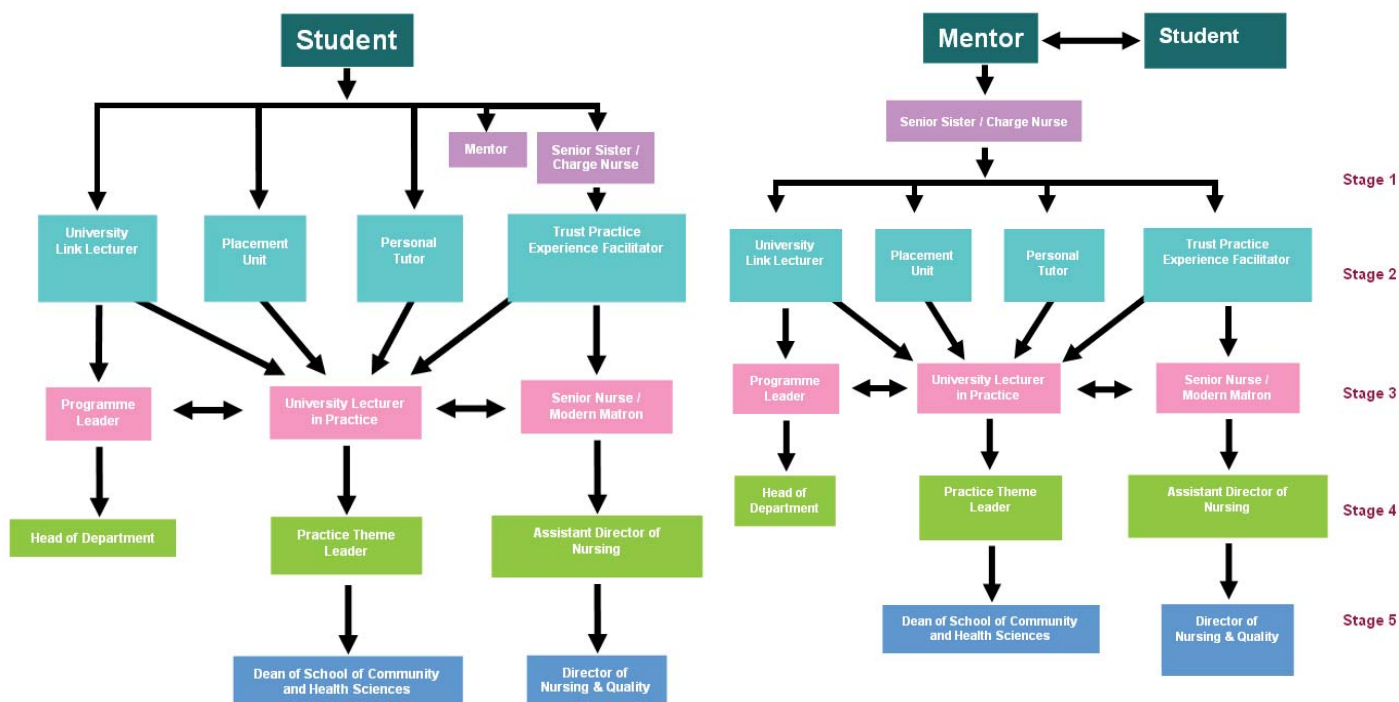 Student
Mentor
Senior Sister /
Charge Nurse
University
Link Lecturer
Placement
Unit
Personal
Tutor
Trust Practice
Experience Facilitator
Programme
Leader
University Lecturer
in Practice
Senior Nurse /
Modern Matron
Head of Department
Practice Theme
Leader
Assistant Director of
Nursing
Dean of School of Community
and Health Sciences
Director of
Nursing & Quality
Mentor
Student
Senior Sister / Charge Nurse
Stage 1
University
Link Lecturer
Placement
Unit
Personal
Tutor
Trust Practice
Experience Facilitator
Stage 2
Programme
Leader
University Lecturer
in Practice
Senior Nurse /
Modern Matron
Stage 3
Head of
Department
Practice Theme
Leader
Assistant Director of
Nursing
Stage 4
Dean of School of Community
and Health Sciences
Director of
Nursing & Quality
Stage 5